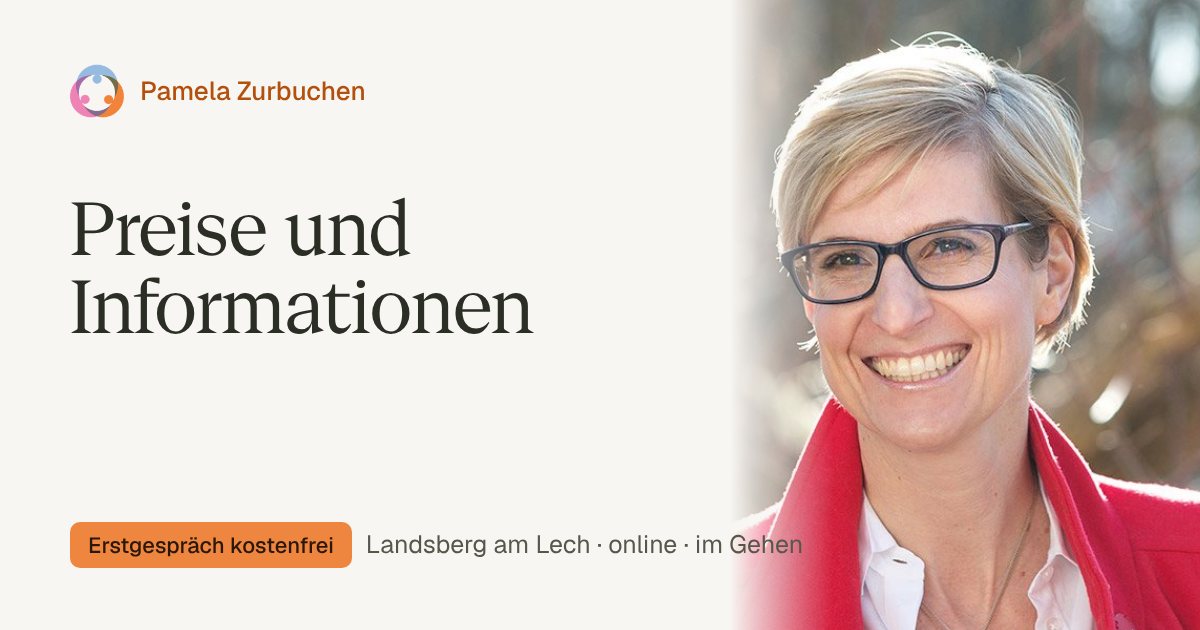 Pamela Zurbuchen
Preise und
Informationen
Erstgespräch kostenfrei
Landsberg am Lech · online · im Gehen